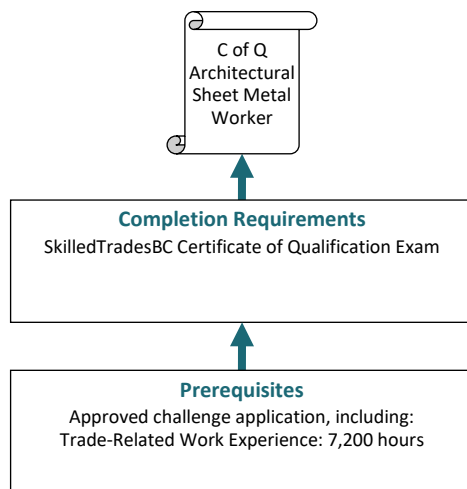 C of Q
Architectural
Sheet Metal
Worker
Completion Requirements
SkilledTradesBC Certificate of Qualification Exam
Prerequisites
Approved challenge application, including:
Trade-Related Work Experience: 7,200 hours